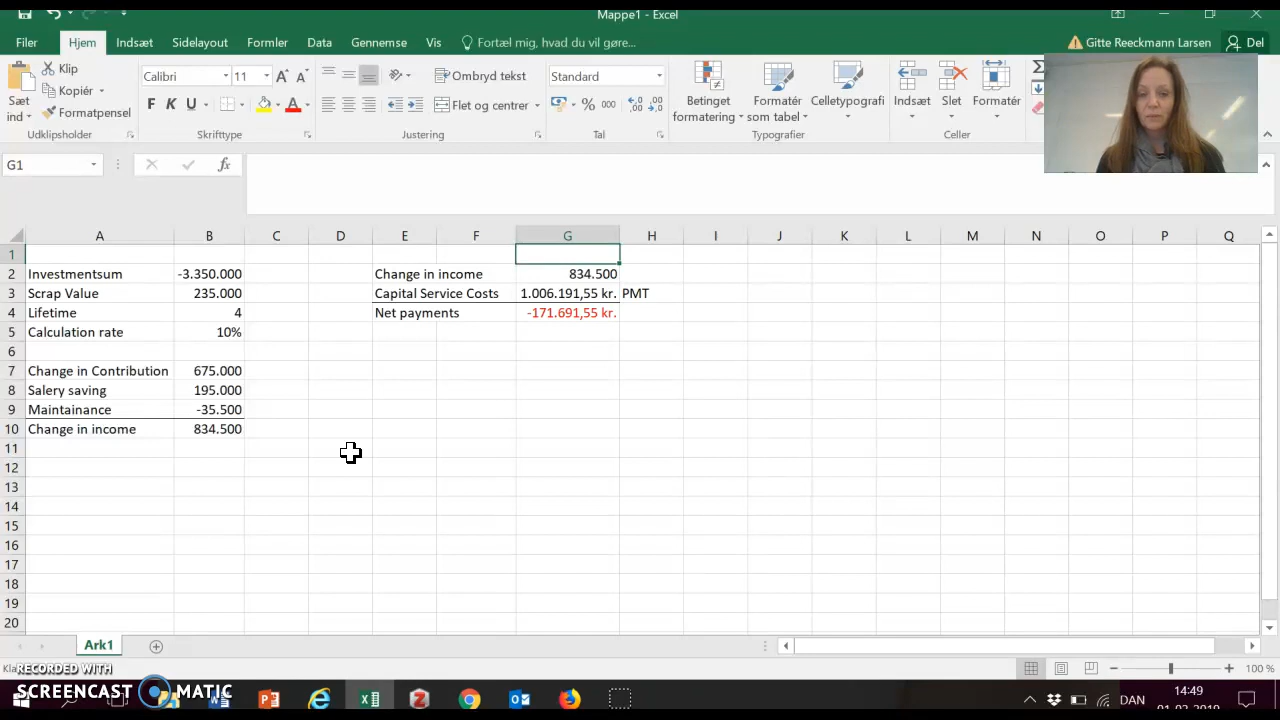 Mappe1 - Excel
Filer Hjem Indsæt Sidelayout Formler Data Gennemse Vis Fortæl mig, hvad du vil gøre... Gitte Reeckmann Larsen Del
Sæt ind
Klip
Kopiér
Formatpensel
Udklipsholder
Calibri 11
F K U
Skrifttype
Ombryd tekst
Flet og centrer
Justering
Standard
% 000
Tal
Betinget formatering
Formatér som tabel
Celletypografi
Typografier
Indsæt
Slet
Formatér
Celler
G1 fx
A B C D E F G H I J K L M N O P Q
1
2 Investmentsum -3.350.000 Change in income 834.500
3 Scrap Value 235.000 Capital Service Costs 1.006.191,55 kr. PMT
4 Lifetime 4 Net payments -171.691,55 kr.
5 Calculation rate 10%
6
7 Change in Contribution 675.000
8 Salery saving 195.000
9 Maintainance -35.500
10 Change in income 834.500
11
12
13
14
15
16
17
18
19
20
Ark1
100 %
RECORDED WITH
SCREENCAST MATIC
DAN
14:49